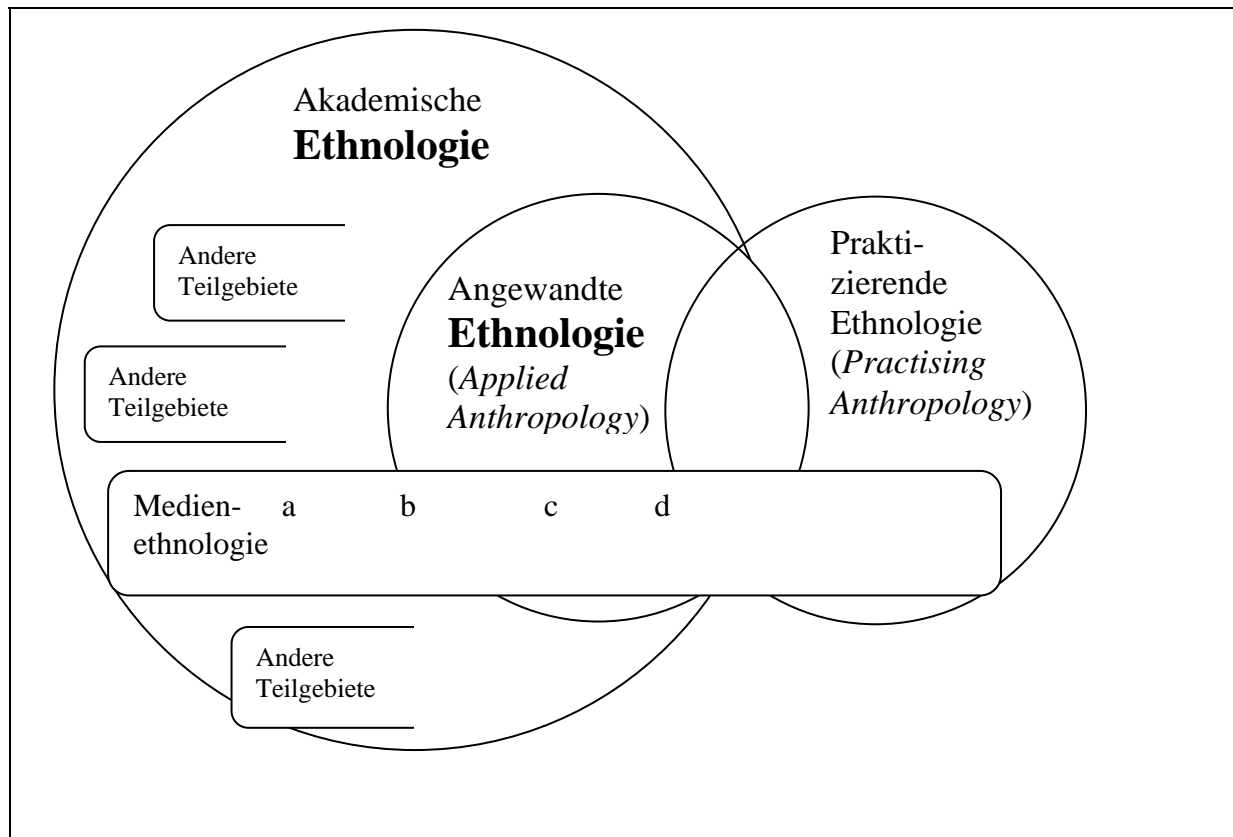 Akademische
Ethnologie
Andere
Teilgebiete
Angewandte
Ethnologie
(Applied
Anthropology)
Prakti-
zierende
Ethnologie
(Practising
Anthropology)
Andere
Teilgebiete
Medien-
ethnologie
a b c d
Andere
Teilgebiete